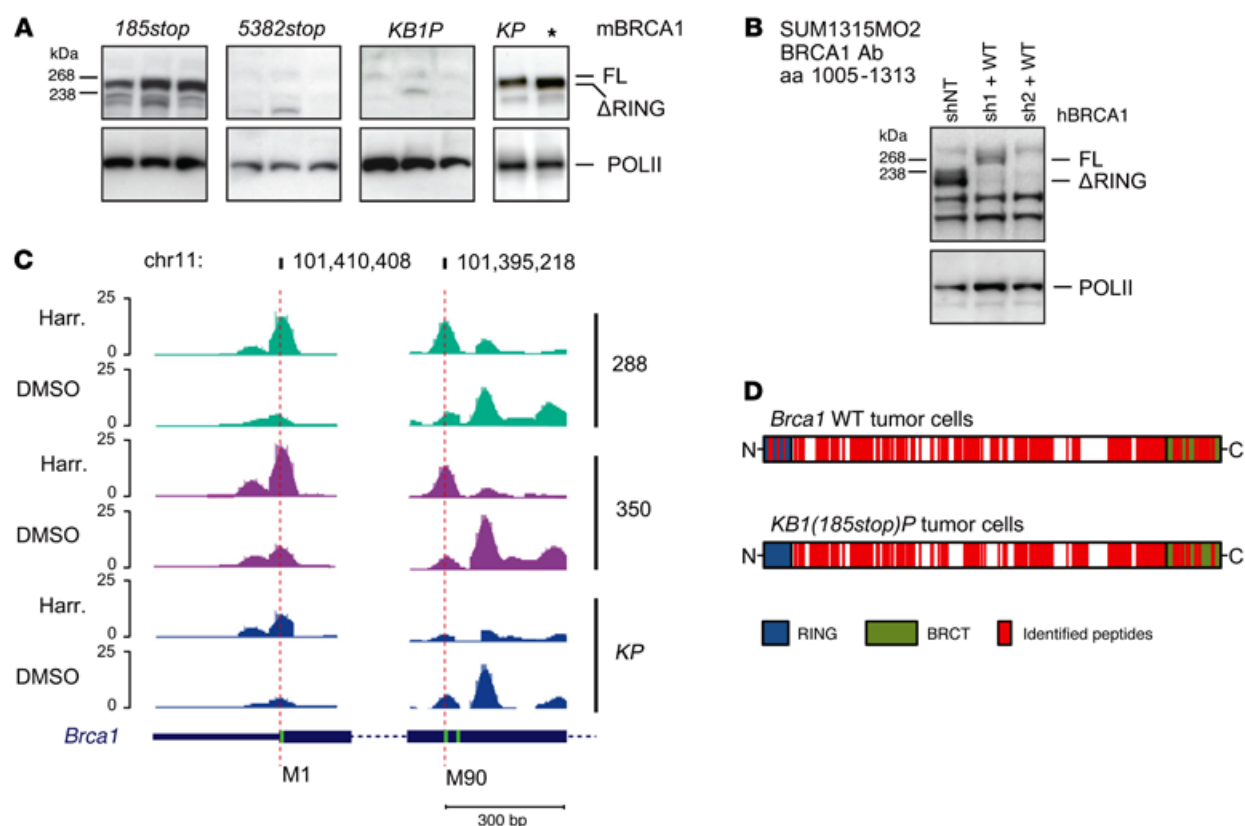 A
185stop 5382stop KB1P KP * mBRCA1
kDa
268
238
FL
ΔRING
POLII
B SUM1315MO2
BRCA1 Ab
aa 1005-1313
shNT sh1 + WT sh2 + WT hBRCA1
kDa
268
238
FL
ΔRING
POLII
C
chr11: 101,410,408 101,395,218
25
Harr.
0
25
DMSO
0
288
25
Harr.
0
25
DMSO
0
350
25
Harr.
0
25
DMSO
0
KP
Brca1
M1 M90
300 bp
D
Brca1 WT tumor cells
N C
KB1(185stop)P tumor cells
N C
RING BRCT Identified peptides